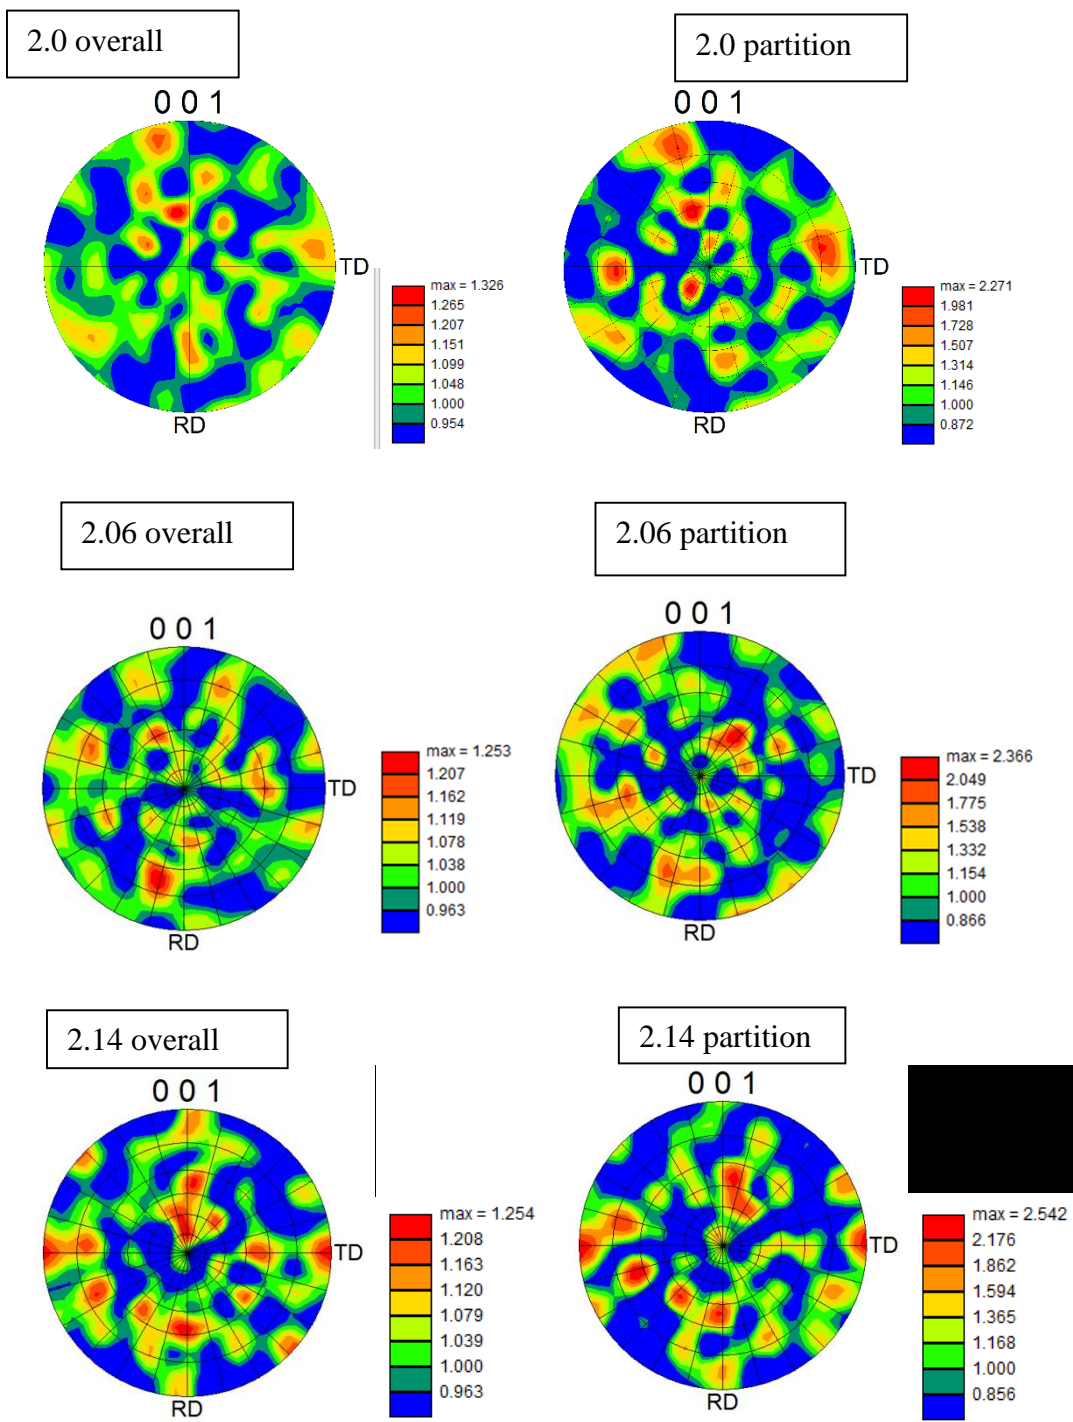 2.0 overall
2.0 partition
0 0 1
TD
RD
max = 1.326
1.265
1.207
1.151
1.099
1.048
1.000
0.954
0 0 1
TD
RD
max = 2.271
1.981
1.728
1.507
1.314
1.146
1.000
0.872
2.06 overall
2.06 partition
0 0 1
TD
RD
max = 1.253
1.207
1.162
1.119
1.078
1.038
1.000
0.963
0 0 1
TD
RD
max = 2.366
2.049
1.775
1.538
1.332
1.154
1.000
0.866
2.14 overall
2.14 partition
0 0 1
TD
RD
max = 1.254
1.208
1.163
1.120
1.079
1.039
1.000
0.963
0 0 1
TD
RD
max = 2.542
2.176
1.862
1.594
1.365
1.168
1.000
0.856